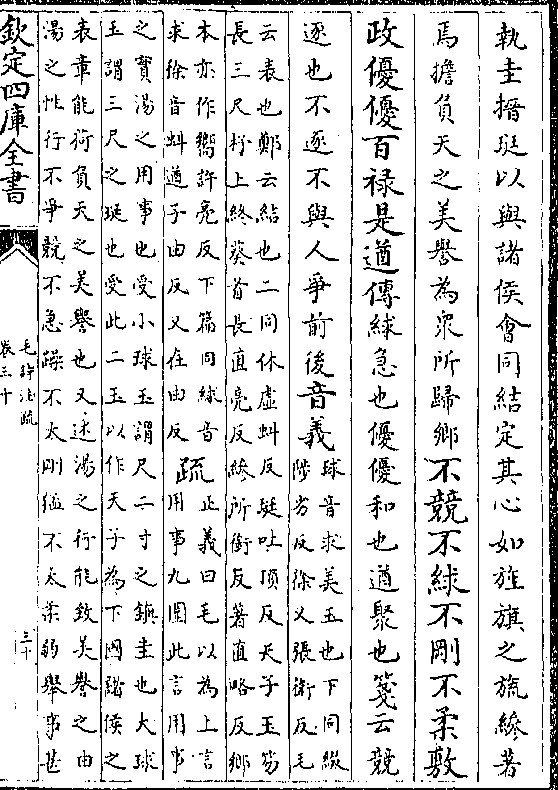 執圭搢珽以與諸侯會同結定其心如旌旗之旒縿著
焉擔負天之美譽為衆所歸鄉不競不絿不剛不柔敷
政優優百禄是遒傳絿急也優優和也遒聚也箋云競
逐也不逐不與人爭前後音義
球音求美玉也下同綴
陟劣反徐又張衛反毛
云表也鄭云結也二同休虛虯反珽吐頂反天子玉笏
長三尺杼上終葵首長直亮反縿所銜反著直略反鄉
本亦作嚮許亮反下篇同絿音
求徐音虯遒子由反又在由反
疏
正義曰毛以為上言
用事九圍此言用事
之實湯之用事也受小球玉謂尺二寸之鎮圭也大球
玉謂三尺之珽也受此二玉以作天子為下國諸侯之
表章能荷負天之美譽也又述湯之行能致美譽之由
湯之性行不爭競不急躁不太剛猛不太柔弱舉事甚
欽定四庫全書
毛詩注疏
卷三十
三十